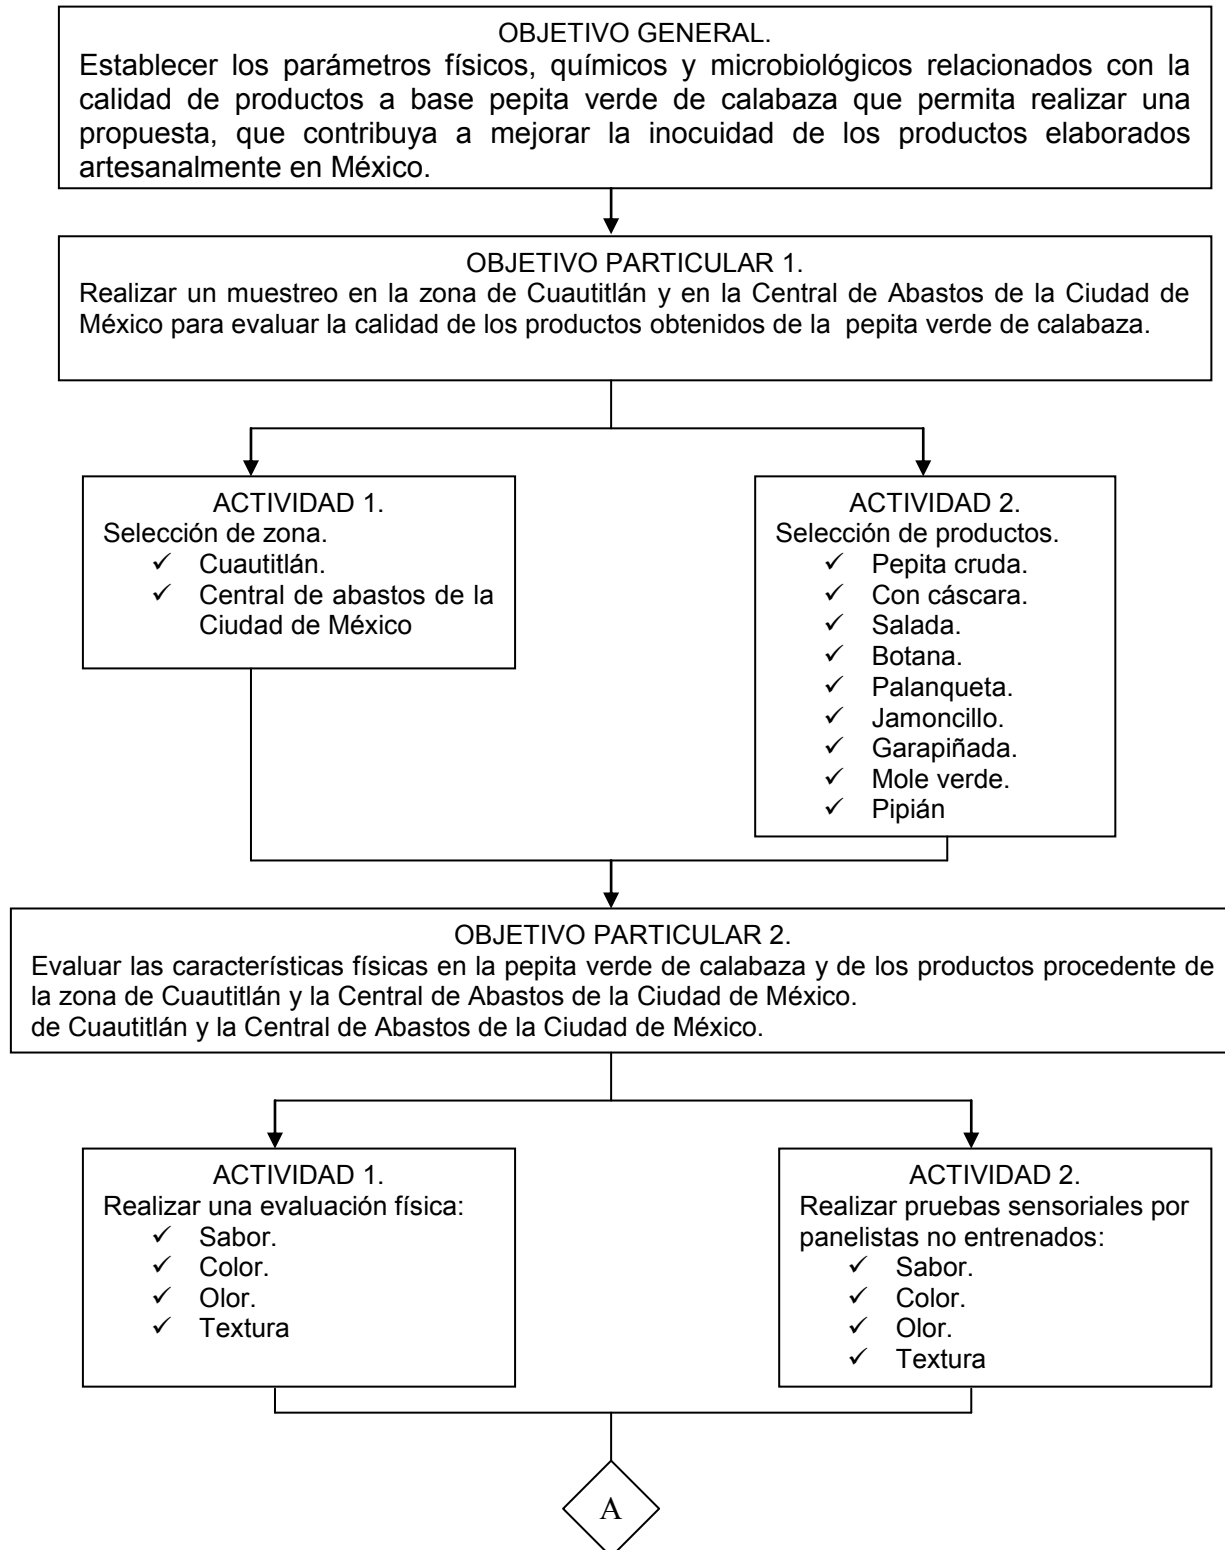 OBJETIVO GENERAL.
Establecer los parámetros físicos, químicos y microbiológicos relacionados con la
calidad de productos a base pepita verde de calabaza que permita realizar una
propuesta, que contribuya a mejorar la inocuidad de los productos elaborados
artesanalmente en México.
OBJETIVO PARTICULAR 1.
Realizar un muestreo en la zona de Cuautitlán y en la Central de Abastos de la Ciudad de
México para evaluar la calidad de los productos obtenidos de la pepita verde de calabaza.
ACTIVIDAD 1.
Selección de zona.
✓ Cuautitlán.
✓ Central de abastos de la
Ciudad de México
ACTIVIDAD 2.
Selección de productos.
✓ Pepita cruda.
✓ Con cáscara.
✓ Salada.
✓ Botana.
✓ Palanqueta.
✓ Jamoncillo.
✓ Garapiñada.
✓ Mole verde.
✓ Pipián
OBJETIVO PARTICULAR 2.
Evaluar las características físicas en la pepita verde de calabaza y de los productos procedente de
la zona de Cuautitlán y la Central de Abastos de la Ciudad de México.
de Cuautitlán y la Central de Abastos de la Ciudad de México.
ACTIVIDAD 1.
Realizar una evaluación física:
✓ Sabor.
✓ Color.
✓ Olor.
✓ Textura
ACTIVIDAD 2.
Realizar pruebas sensoriales por
panelistas no entrenados:
✓ Sabor.
✓ Color.
✓ Olor.
✓ Textura
A